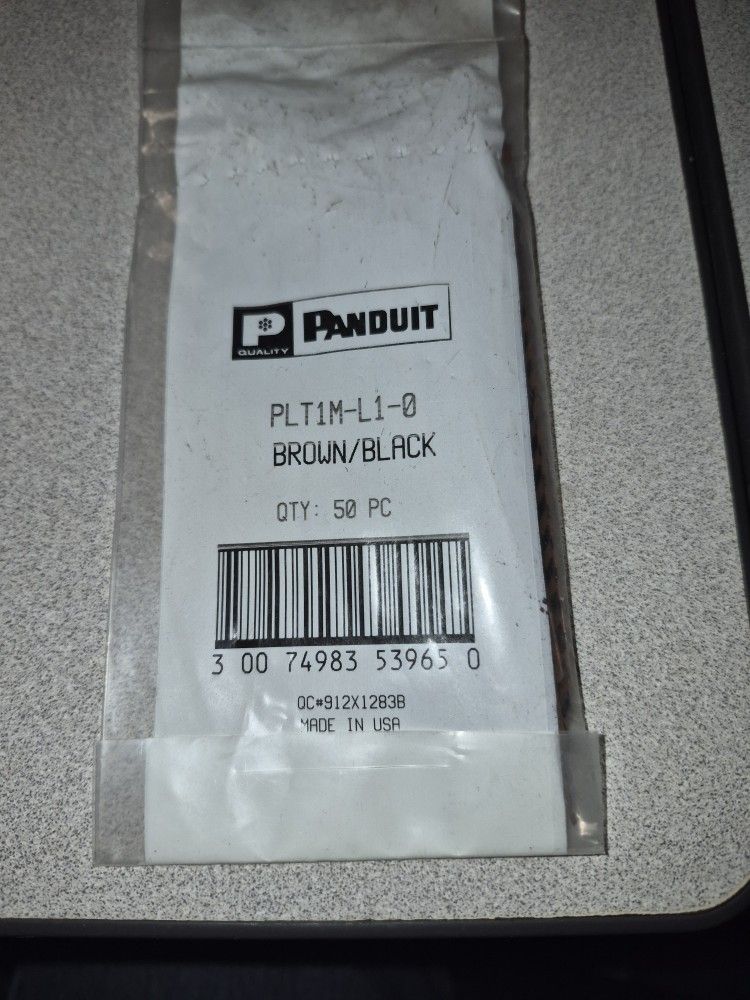 P
QUALITY
PANDUIT
PLT1M-L1-0
BROWN/BLACK
QTY: 50 PC
3 00 74983 53965 0
QC#912X1283B
MADE IN USA